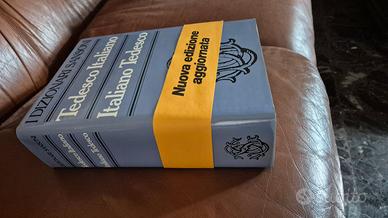 I DIZIONARI SANSONI
Tedesco Italiano
Italiano Tedesco
Nuova edizione
aggiornata